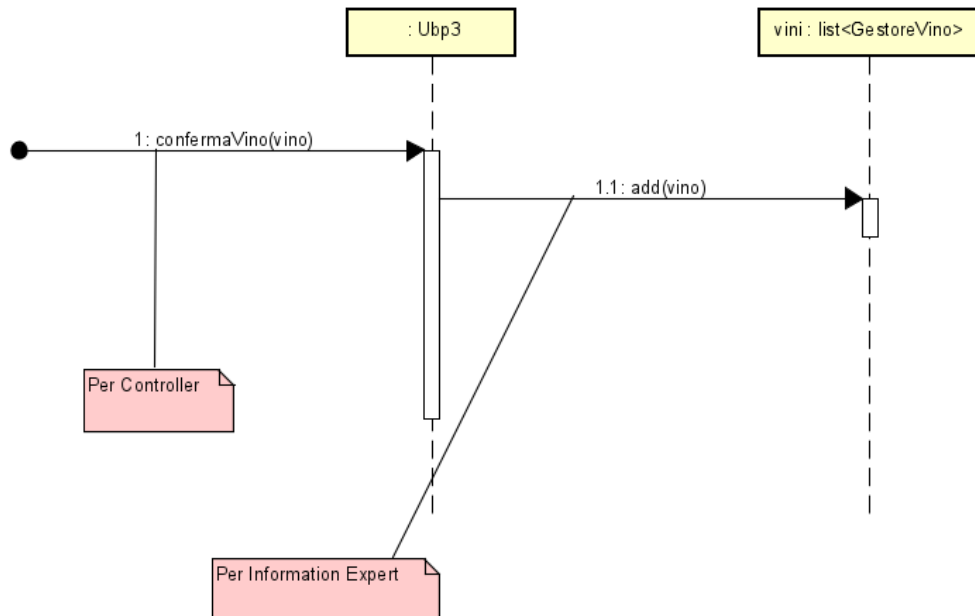 : Ubp3
vini : list<GestoreVino>
1: confermaVino(vino)
1.1: add(vino)
Per Controller
Per Information Expert